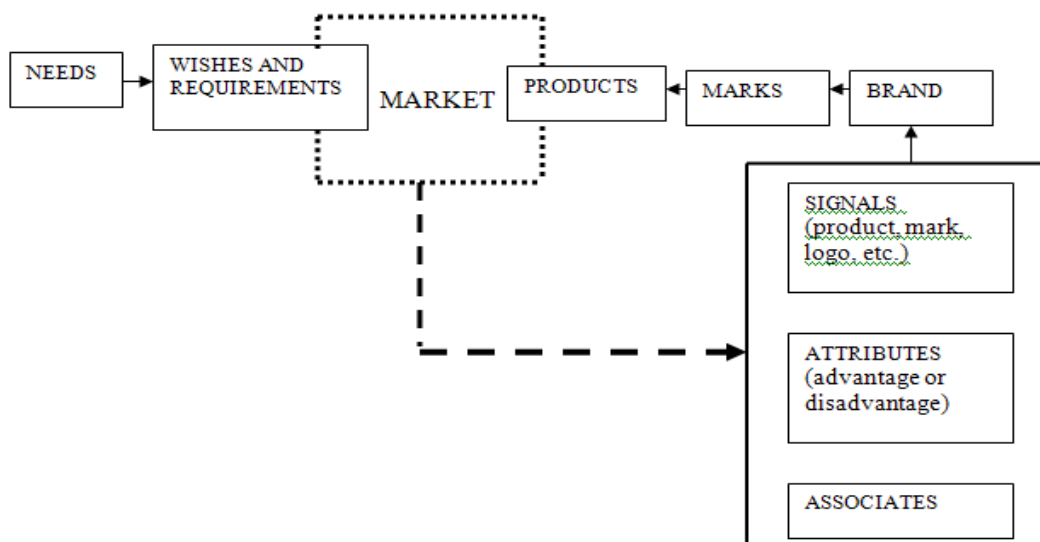 NEEDS
WISHES AND
REQUIREMENTS
MARKET
PRODUCTS
MARKS
BRAND
SIGNALS
(product, mark,
logo, etc.)
ATTRIBUTES
(advantage or
disadvantage)
ASSOCIATES